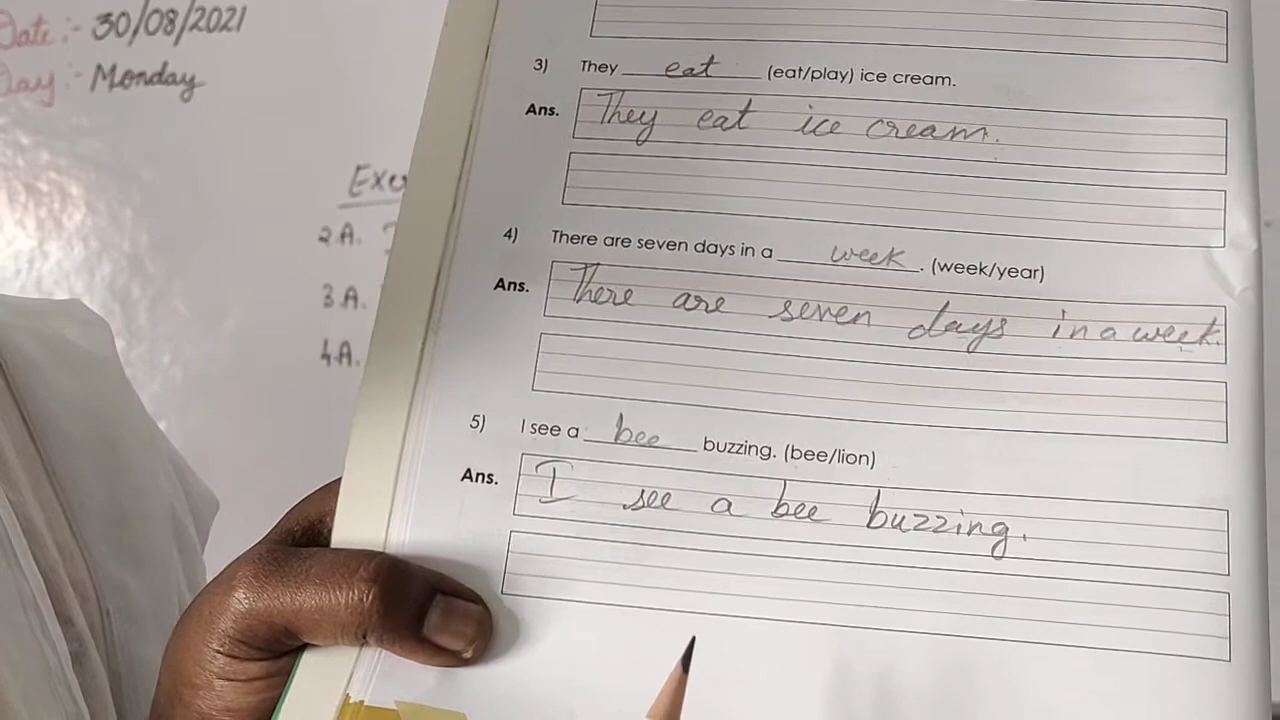 Date:- 30/08/2021
Day:- Monday
2A.
3A.
4A.
3) They eat (eat/play) ice cream.
Ans. They eat ice cream.
4) There are seven days in a week. (week/year)
Ans. There are seven days in a week.
5) I see a bee buzzing. (bee/lion)
Ans. I see a bee buzzing.